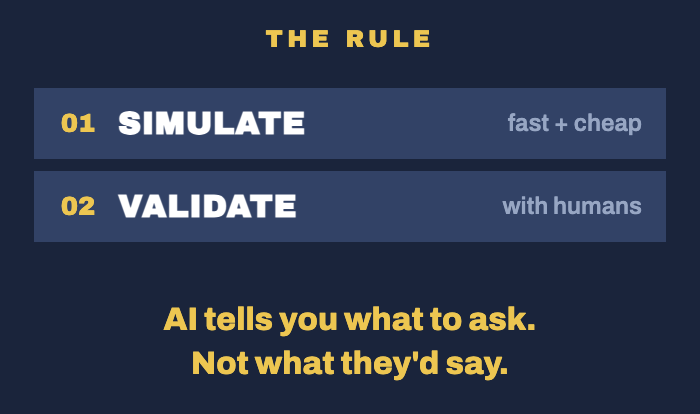 THE RULE
01 SIMULATE fast + cheap
02 VALIDATE with humans
AI tells you what to ask.
Not what they'd say.